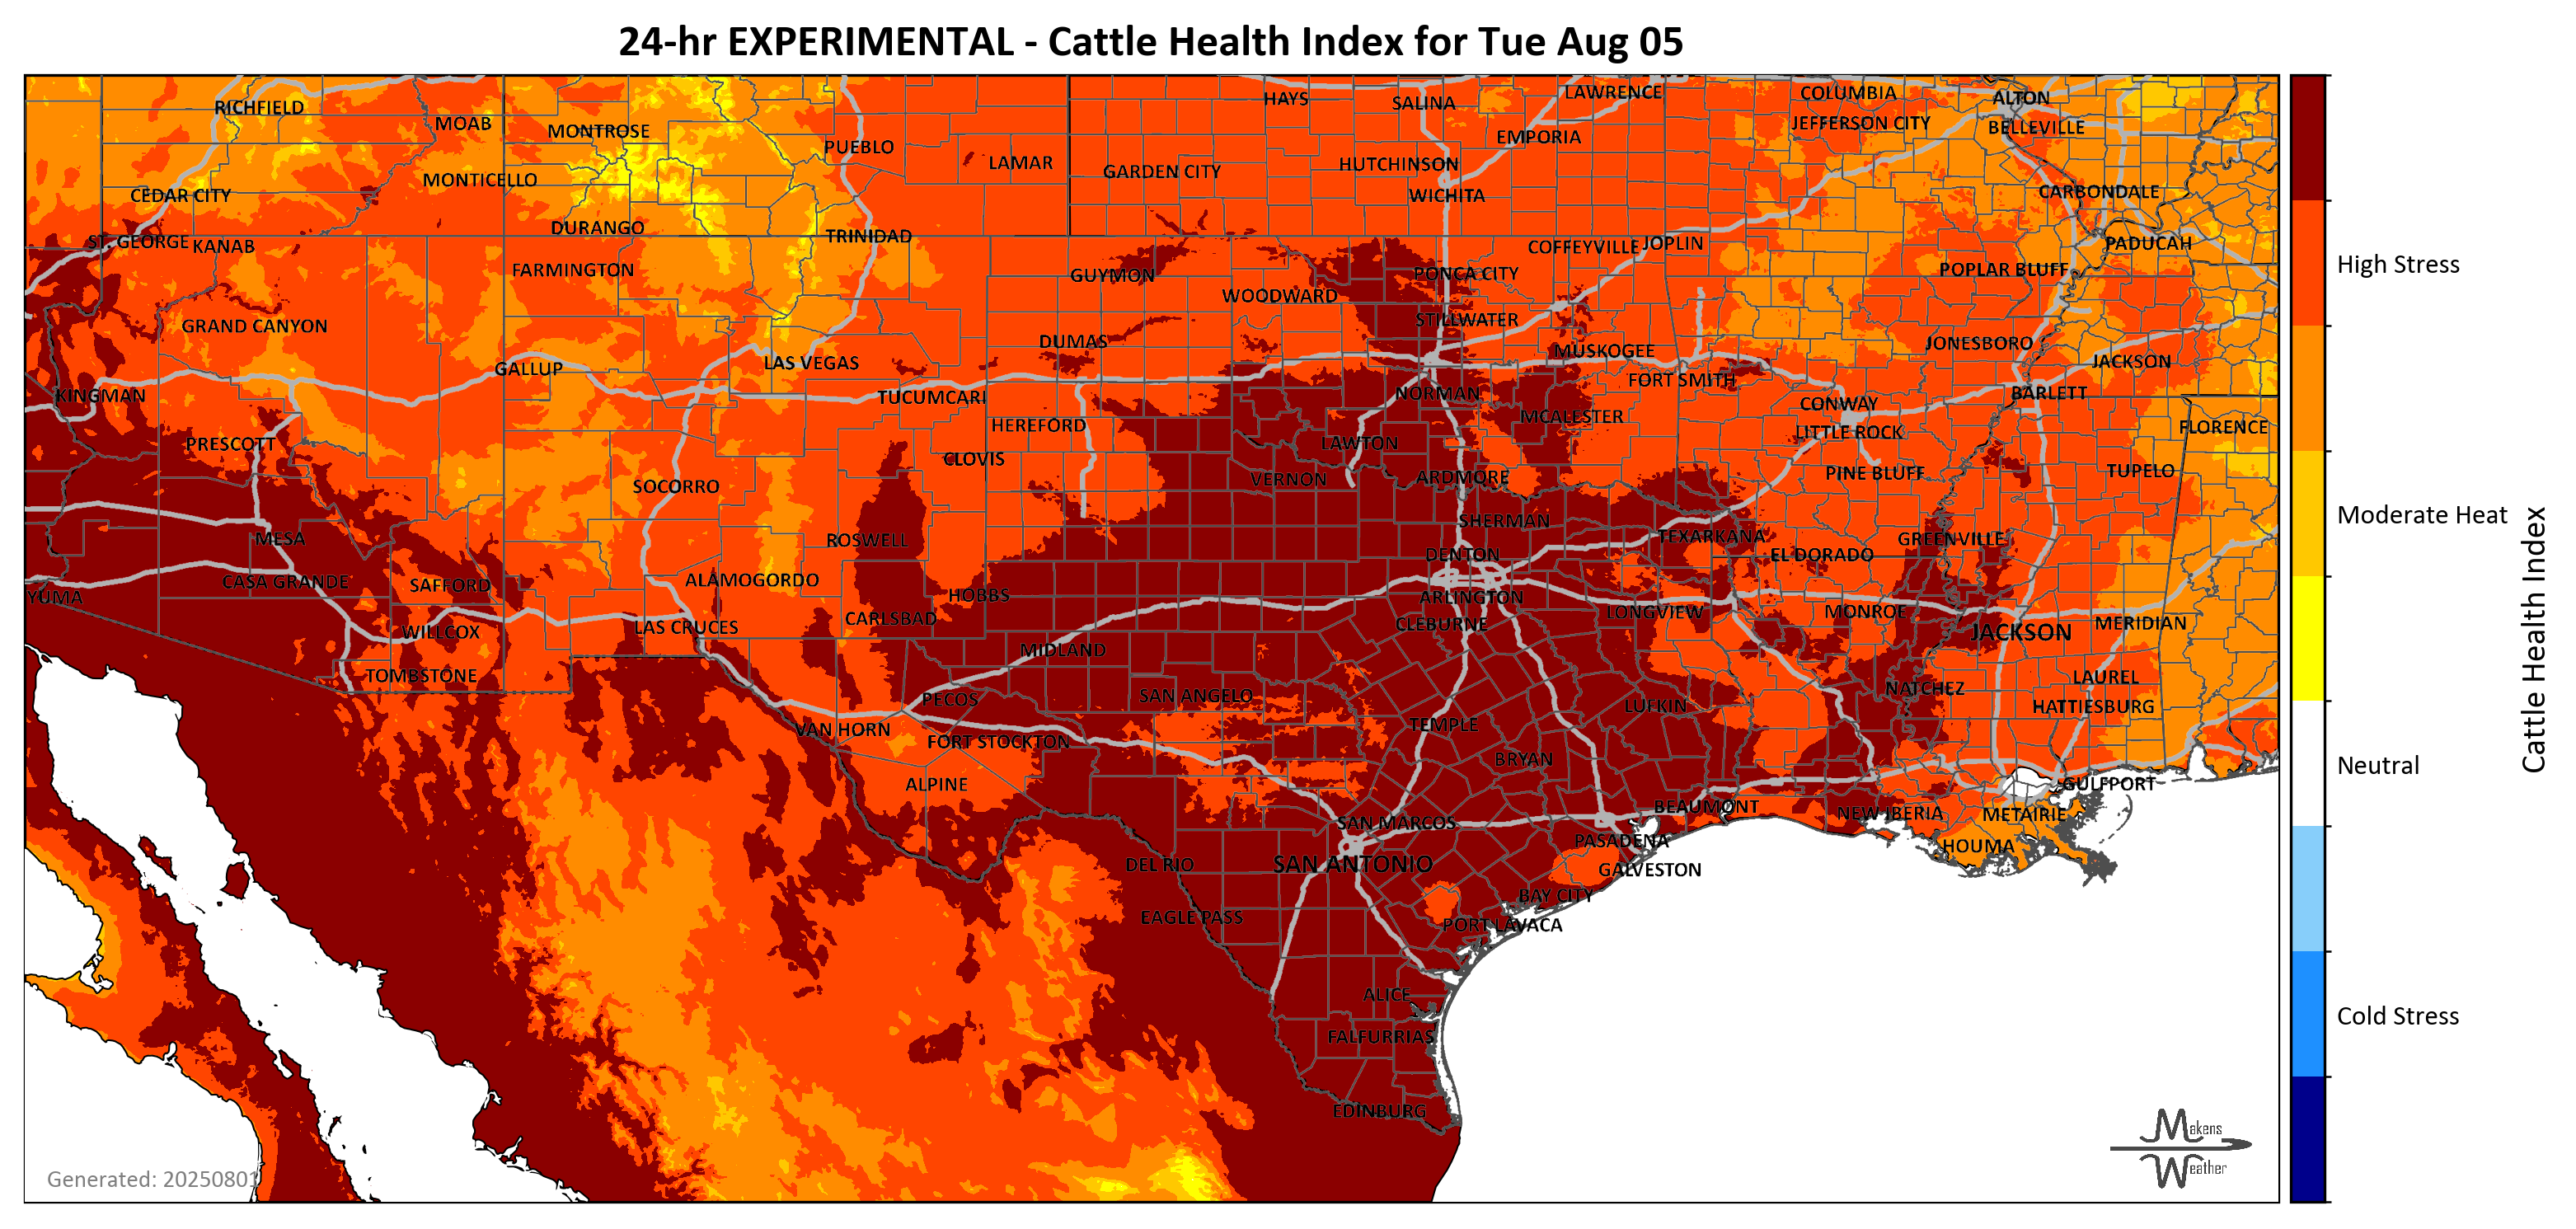 24-hr EXPERIMENTAL - Cattle Health Index for Tue Aug 05
RICHFIELD
MOAB
MONTROSE
PUEBLO
LAMAR
HAYS
SALINA
LAWRENCE
COLUMBIA
ALTON
JEFFERSON CITY
BELLEVILLE
EMPORIA
GARDEN CITY
HUTCHINSON
WICHITA
CEDAR CITY
MONTICELLO
CARBONDALE
DURANGO
TRINIDAD
ST. GEORGE
KANAB
COFFEYVILLE
JOPLIN
PADUCAH
FARMINGTON
GUYMON
PONCA CITY
POPLAR BLUFF
WOODWARD
GRAND CANYON
STILLWATER
DUMAS
MUSKOGEE
JONESBORO
JACKSON
GALLUP
LAS VEGAS
FORT SMITH
KINGMAN
TUCUMCARI
NORMAN
CONWAY
BARLETT
HEREFORD
MCALESTER
LITTLE ROCK
FLORENCE
PRESCOTT
CLOVIS
LAWTON
SOCORRO
VERNON
ARDMORE
PINE BLUFF
TUPELO
SHERMAN
MESA
ROSWELL
TEXARKANA
GREENVILLE
DENTON
EL DORADO
CASA GRANDE
SAFFORD
ALAMOGORDO
HOBBS
YUMA
ARLINGTON
LONGVIEW
MONROE
WILLCOX
LAS CRUCES
CARLSBAD
CLEBURNE
JACKSON
MERIDIAN
MIDLAND
TOMBSTONE
PECOS
SAN ANGELO
NATCHEZ
LAUREL
LUFKIN
HATTIESBURG
VAN HORN
FORT STOCKTON
TEMPLE
BRYAN
ALPINE
GULFPORT
BEAUMONT
NEW IBERIA
METAIRIE
SAN MARCOS
PASADENA
HOUMA
DEL RIO
SAN ANTONIO
GALVESTON
BAY CITY
EAGLE PASS
PORT LAVACA
ALICE
FALFURRIAS
EDINBURG
Generated: 20250801
Makens
Weather
High Stress
Moderate Heat
Neutral
Cold Stress
Cattle Health Index